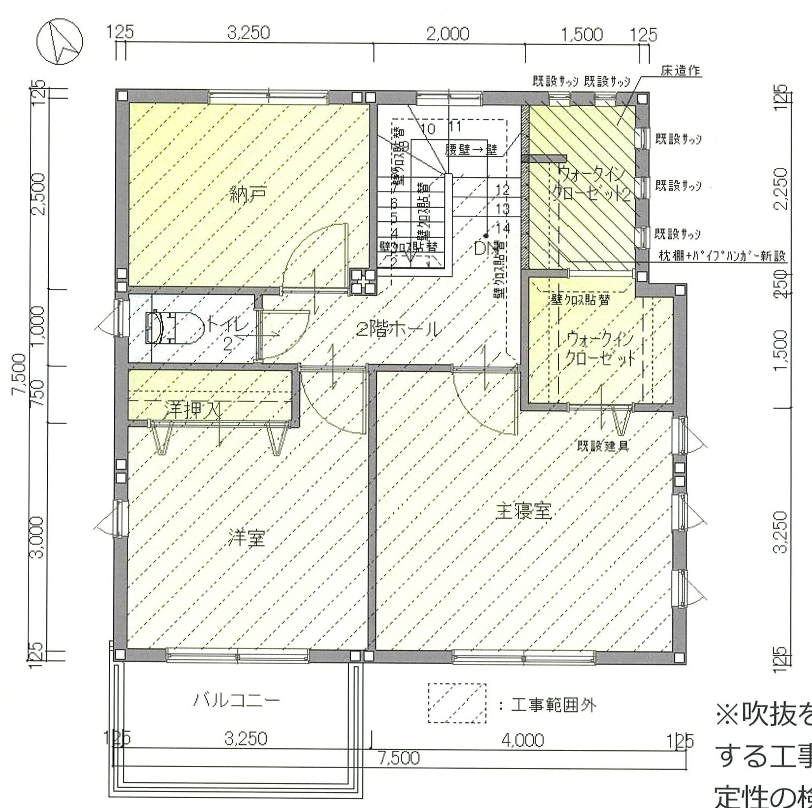 125
3,250
2,000
1,500
125
床造作
既設サッシ 既設サッシ
125
2,500
1,000
7,500
750
3,000
125
納戸
10
11
腰壁→壁
壁クロス貼替
壁クロス貼替
壁クロス貼替
12
13
14
DN
壁クロス貼替
ウォークイン
クローゼット2
既設サッシ
既設サッシ
既設サッシ
枕棚+パイプハンガー新設
125
2,250
250
1,500
3,250
125
トイレ
2
2階ホール
壁クロス貼替
ウォークイン
クローゼット
洋押入
既設建具
洋室
主寝室
バルコニー
:工事範囲外
125
3,250
4,000
125
7,500
※吹抜を
する工事
定性の検